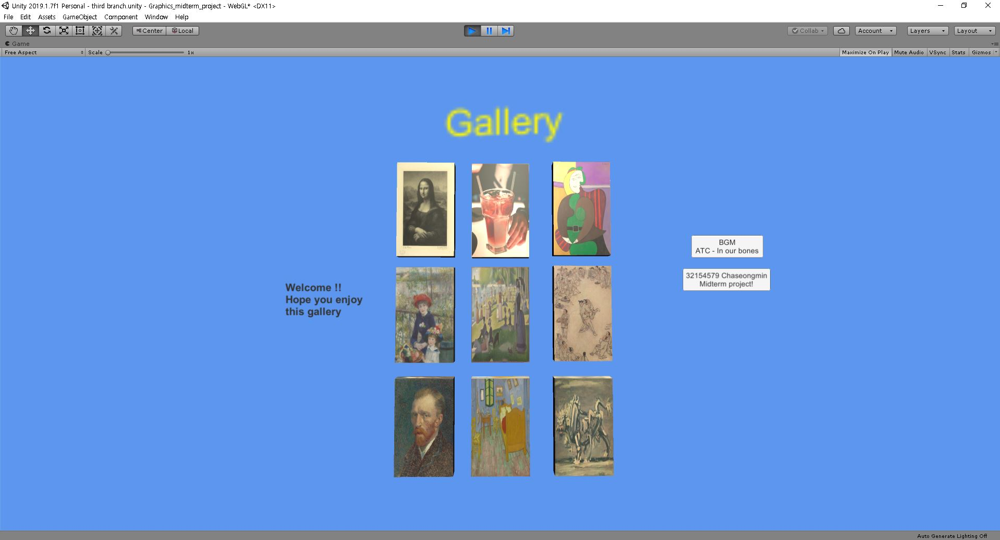 Unity 2019.1.7f1 Personal - third branch.unity - Graphics_midterm_project - WebGL* <DX11>
File Edit Assets GameObject Component Window Help
Center Local Collab Account Layers Layout
Game
Free Aspect Scale 1x Maximize On Play Mute Audio VSync Stats Gizmos
Gallery
BGM
ATC - In our bones
32154579 Chaseongmin
Midterm project!
Welcome !!
Hope you enjoy
this gallery
Auto Generate Lighting Off